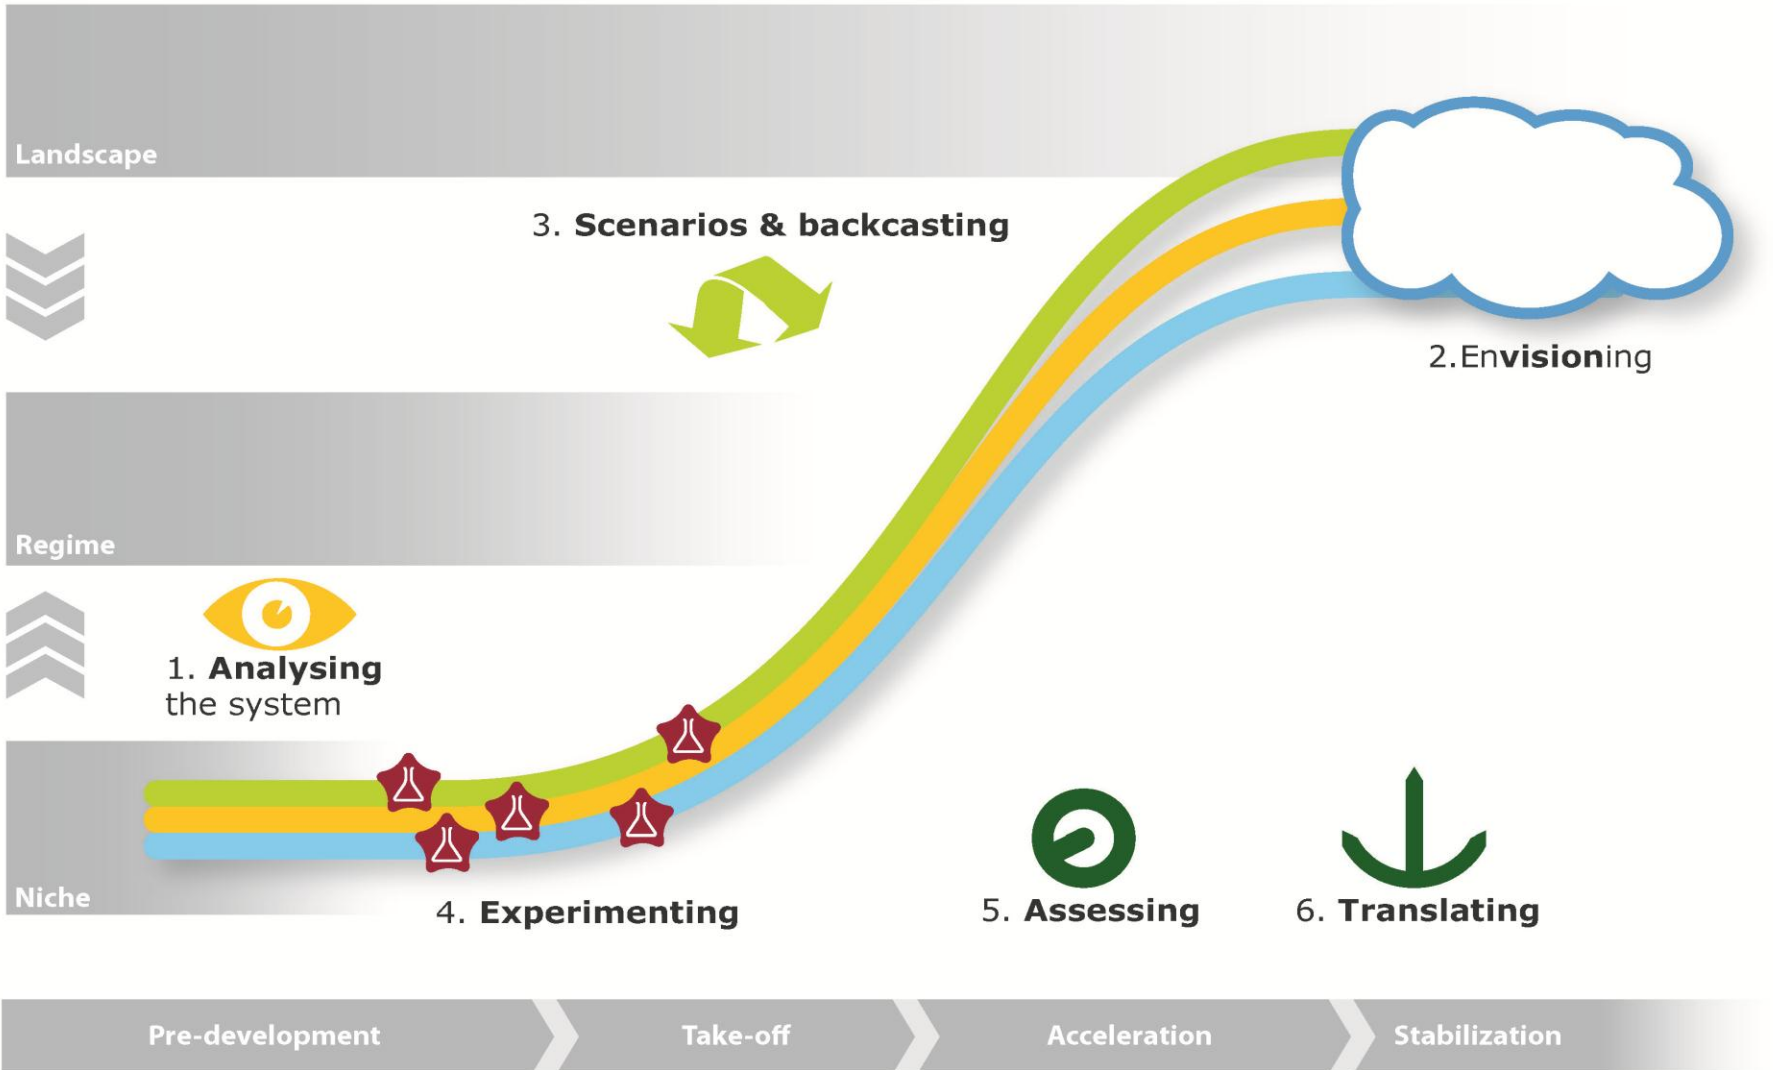 Landscape
3. Scenarios & backcasting
2.Envisioning
Regime
1. Analysing
the system
Niche
4. Experimenting
5. Assessing
6. Translating
Pre-development
Take-off
Acceleration
Stabilization